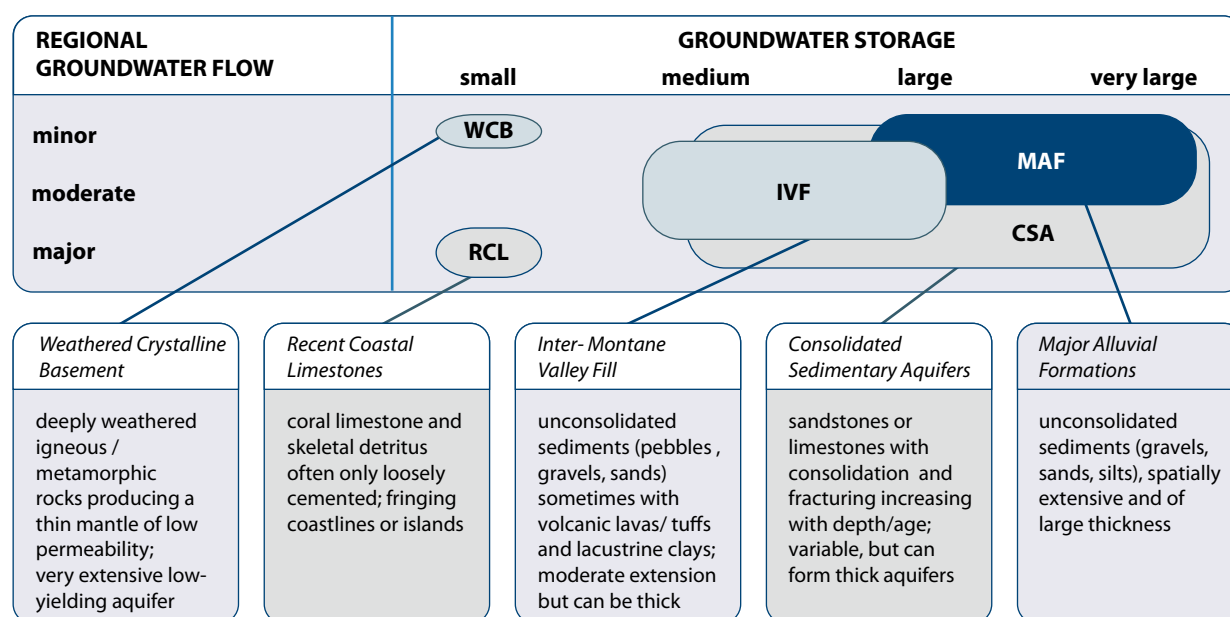 REGIONAL
GROUNDWATER FLOW
GROUNDWATER STORAGE
small medium large very large
minor
moderate
major
WCB
MAF
IVF
CSA
RCL
Weathered Crystalline
Basement
deeply weathered
igneous /
metamorphic
rocks producing a
thin mantle of low
permeability;
very extensive low-
yielding aquifer
Recent Coastal
Limestones
coral limestone and
skeletal detritus
often only loosely
cemented; fringing
coastlines or islands
Inter- Montane
Valley Fill
unconsolidated
sediments (pebbles ,
gravels, sands)
sometimes with
volcanic lavas/ tuffs
and lacustrine clays;
moderate extension
but can be thick
Consolidated
Sedimentary Aquifers
sandstones or
limestones with
consolidation and
fracturing increasing
with depth/age;
variable, but can
form thick aquifers
Major Alluvial
Formations
unconsolidated
sediments (gravels,
sands, silts), spatially
extensive and of
large thickness